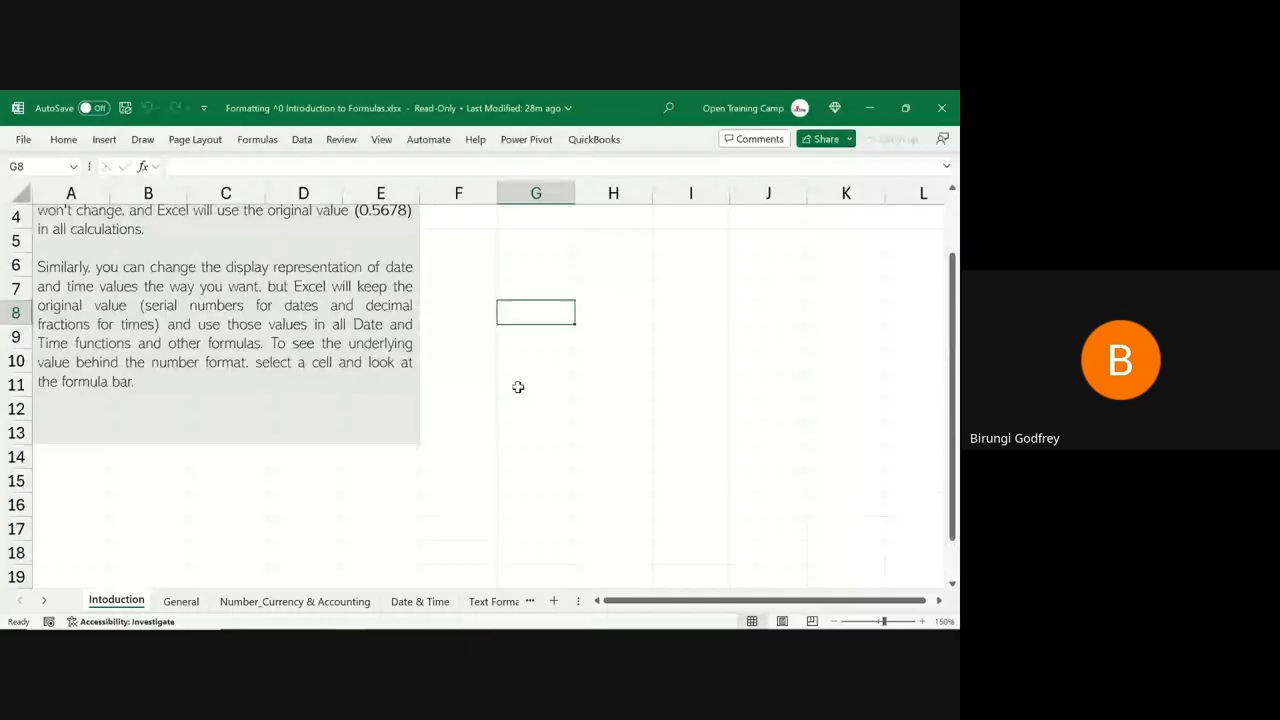 AutoSave Off Formatting ^0 Introduction to Formulas.xlsx - Read-Only • Last Modified: 28m ago Open Training Camp
File Home Insert Draw Page Layout Formulas Data Review View Automate Help Power Pivot QuickBooks Comments Share
G8 fx
A B C D E F G H I J K L
4 won't change, and Excel will use the original value (0.5678)
5 in all calculations.
6 Similarly, you can change the display representation of date
7 and time values the way you want, but Excel will keep the
8 original value (serial numbers for dates and decimal
9 fractions for times) and use those values in all Date and
Time functions and other formulas. To see the underlying
10 value behind the number format, select a cell and look at
11 the formula bar.
12
13
14
15
16
17
18
19
B
Birungi Godfrey
Intoduction General Number_Currency & Accounting Date & Time Text Forma ...
Ready Accessibility: Investigate 150%